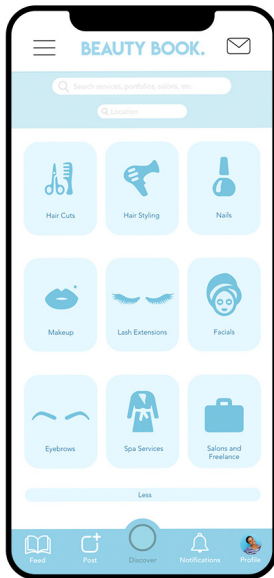 BEAUTY BOOK.
Search services, portfolios, salons, etc.
Location
Hair Cuts
Hair Styling
Nails
Makeup
Lash Extensions
Facials
Eyebrows
Spa Services
Salons and
Freelance
Less
Feed
Post
Discover
Notifications
Profile